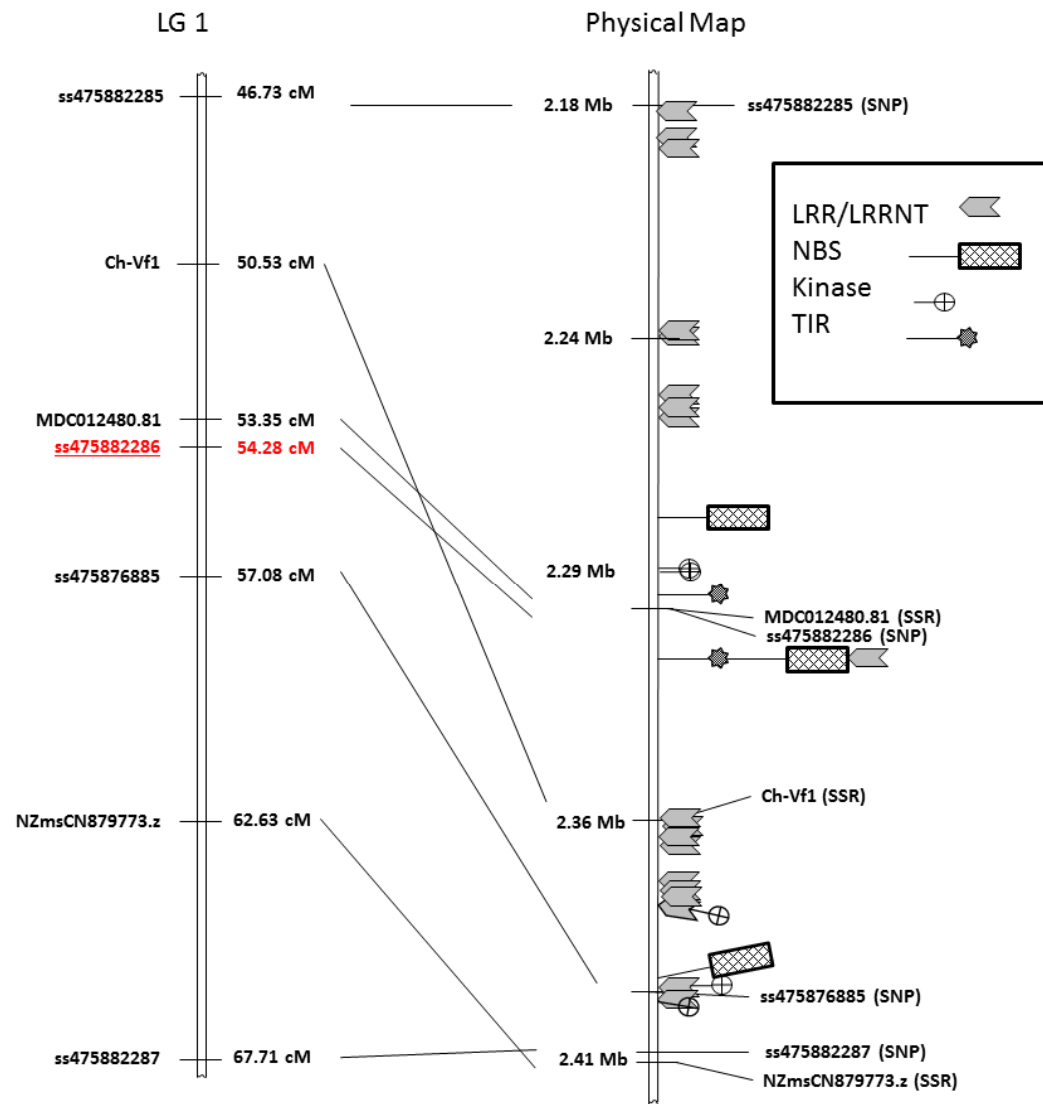 LG 1
Physical Map
ss475882285
46.73 cM
2.18 Mb
ss475882285 (SNP)
LRR/LRRNT
NBS
Kinase
TIR
Ch-Vf1
50.53 cM
2.24 Mb
MDC012480.81
53.35 cM
ss475882286
54.28 cM
ss475876885
57.08 cM
2.29 Mb
MDC012480.81 (SSR)
ss475882286 (SNP)
Ch-Vf1 (SSR)
NZmsCN879773.z
62.63 cM
2.36 Mb
ss475876885 (SNP)
ss475882287
67.71 cM
2.41 Mb
ss475882287 (SNP)
NZmsCN879773.z (SSR)